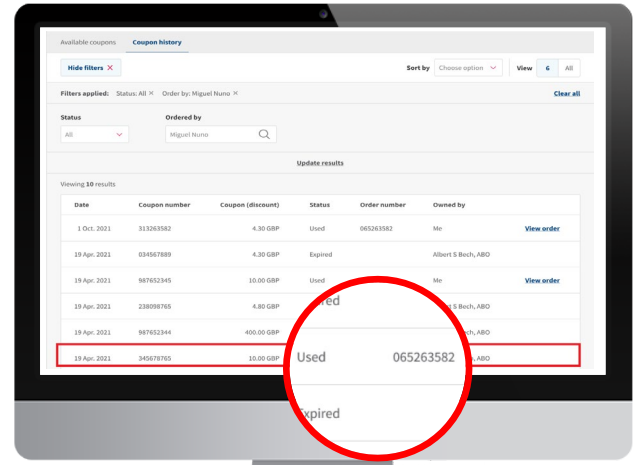 Available coupons Coupon history
Hide filters × Sort by Choose option View 6 All
Filters applied: Status: All × Order by: Miguel Nuno × Clear all
Status Ordered by
All Miguel Nuno
Update results
Viewing 10 results
Date Coupon number Coupon (discount) Status Order number Owned by
1 Oct. 2021 313263582 4.30 GBP Used 065263582 Me View order
19 Apr. 2021 034567889 4.30 GBP Expired Albert S Boch, ABO
19 Apr. 2021 987652345 10.00 GBP Used Me View order
19 Apr. 2021 238098765 4.80 GBP S Boch, ABO
19 Apr. 2021 987652344 400.00 GBP ABO
19 Apr. 2021 345678765 10.00 GBP Used 065263582 ABO
Expired